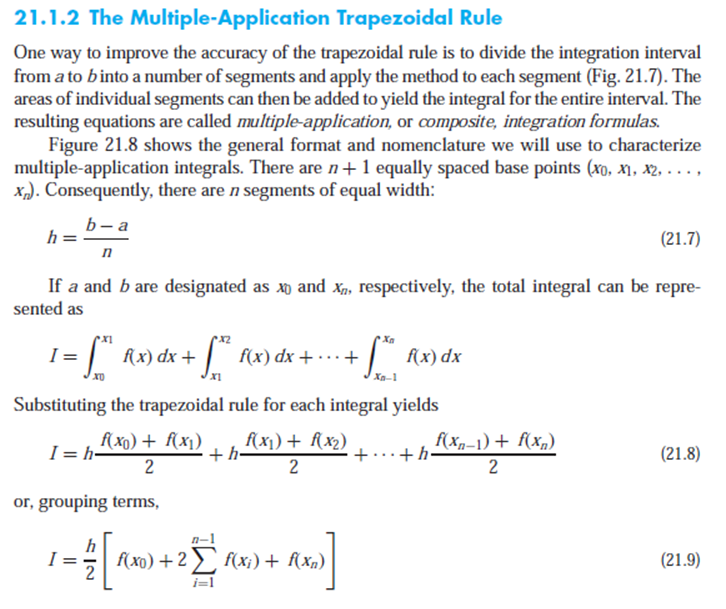 21.1.2 The Multiple-Application Trapezoidal Rule
One way to improve the accuracy of the trapezoidal rule is to divide the integration interval
from a to b into a number of segments and apply the method to each segment (Fig. 21.7). The
areas of individual segments can then be added to yield the integral for the entire interval. The
resulting equations are called multiple-application, or composite, integration formulas.
Figure 21.8 shows the general format and nomenclature we will use to characterize
multiple-application integrals. There are n + 1 equally spaced base points (x₀, x₁, x₂, . . . ,
xₙ). Consequently, there are n segments of equal width:
h = (b − a)/n (21.7)
If a and b are designated as x₀ and xₙ, respectively, the total integral can be repre-
sented as
I = ∫_{x₀}^{x₁} f(x) dx + ∫_{x₁}^{x₂} f(x) dx + ··· + ∫_{xₙ₋₁}^{xₙ} f(x) dx
Substituting the trapezoidal rule for each integral yields
I = h (f(x₀) + f(x₁))/2 + h (f(x₁) + f(x₂))/2 + ··· + h (f(xₙ₋₁) + f(xₙ))/2 (21.8)
or, grouping terms,
I = h/2 [ f(x₀) + 2 ∑_{i=1}^{n−1} f(xᵢ) + f(xₙ) ] (21.9)